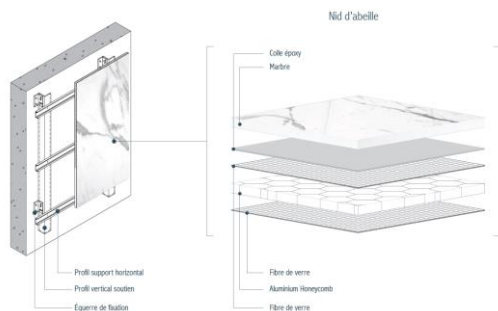 Nid d'abeille
Colle époxy
Marbre
Profil support horizontal
Profil vertical soutien
Équerre de fixation
Fibre de verre
Aluminium Honeycomb
Fibre de verre